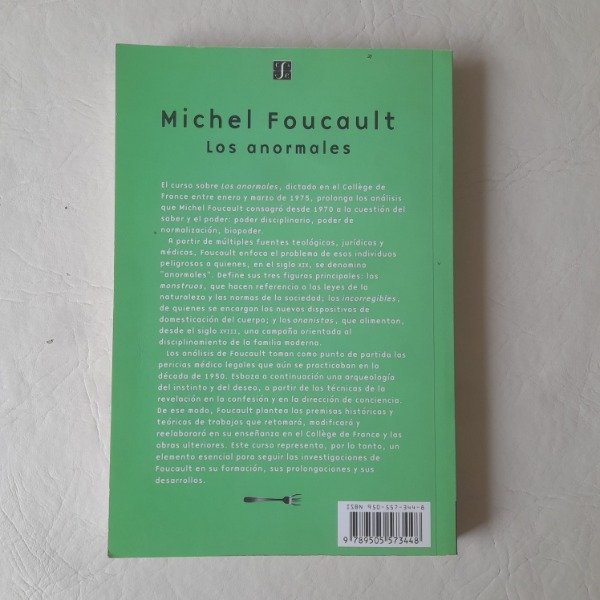 Michel Foucault
Los anormales
El curso sobre Los anormales, dictado en el Collège de
France entre enero y marzo de 1975, prolonga los análisis
que Michel Foucault consagró desde 1970 a la cuestión del
saber y el poder: poder disciplinario, poder de
normalización, biopoder.
A partir de múltiples fuentes teológicas, jurídicas y
médicas, Foucault enfoca el problema de esos individuos
peligrosos a quienes, en el siglo XIX, se denomina
"anormales". Define sus tres figuras principales: los
monstruos, que hacen referencia a las leyes de la
naturaleza y las normas de la sociedad; los incorregibles,
de quienes se encargan los nuevos dispositivos de
domesticación del cuerpo; y los onanistas, que alimentan,
desde el siglo XVIII, una campaña orientada al
disciplinamiento de la familia moderna.
Los análisis de Foucault toman como punto de partida las
pericias médico legales que aún se practicaban en la
década de 1950. Esboza a continuación una arqueología
del instinto y del deseo, a partir de las técnicas de la
revelación en la confesión y en la dirección de conciencia.
De ese modo, Foucault plantea las premisas históricas y
teóricas de trabajos que retomará, modificará y
reelaborará en su enseñanza en el Collège de France y las
obras ulteriores. Este curso representa, por lo tanto, un
elemento esencial para seguir las investigaciones de
Foucault en su formación, sus prolongaciones y sus
desarrollos.
ISBN 950-557-344-8
9 789505 573448